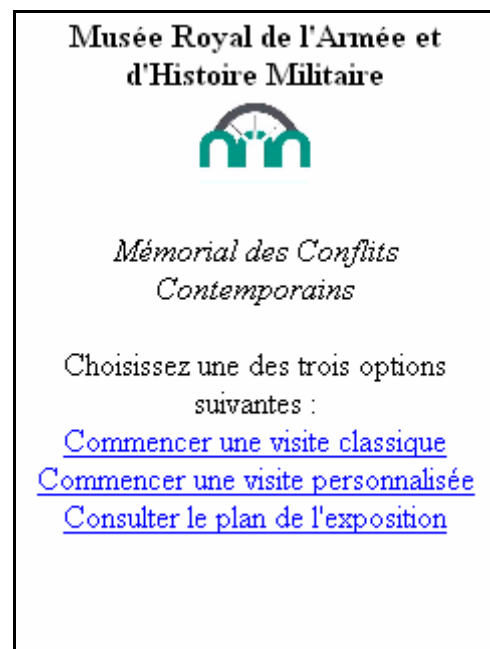 Musée Royal de l'Armée et
d'Histoire Militaire
Mémorial des Conflits
Contemporains
Choisissez une des trois options
suivantes :
Commencer une visite classique
Commencer une visite personnalisée
Consulter le plan de l'exposition